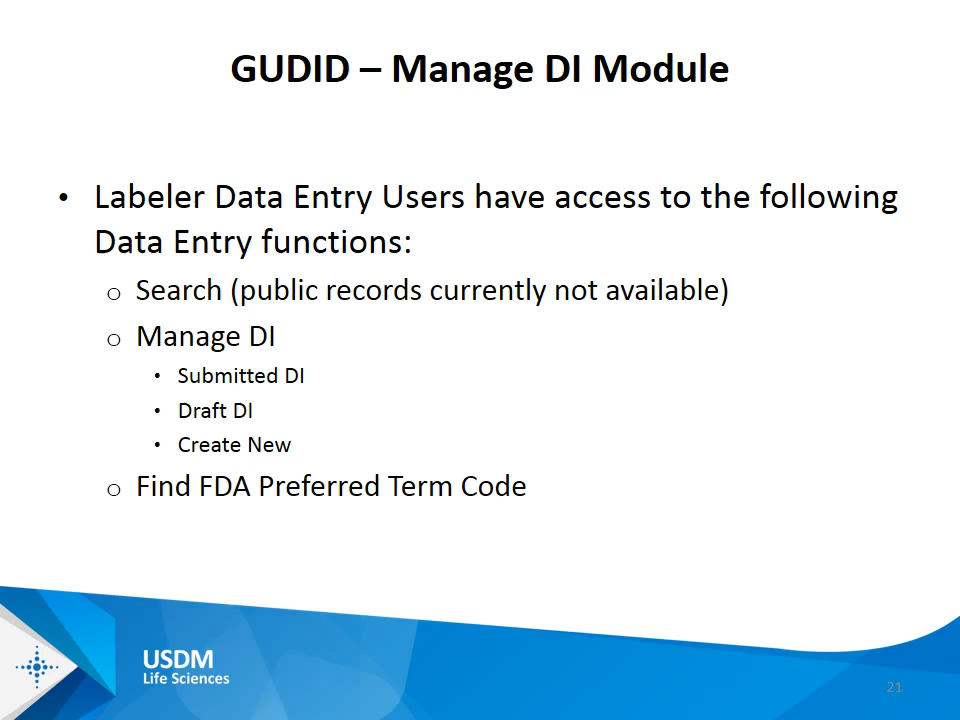 GUDID – Manage DI Module
• Labeler Data Entry Users have access to the following
Data Entry functions:
o Search (public records currently not available)
o Manage DI
• Submitted DI
• Draft DI
• Create New
o Find FDA Preferred Term Code
USDM
Life Sciences
21